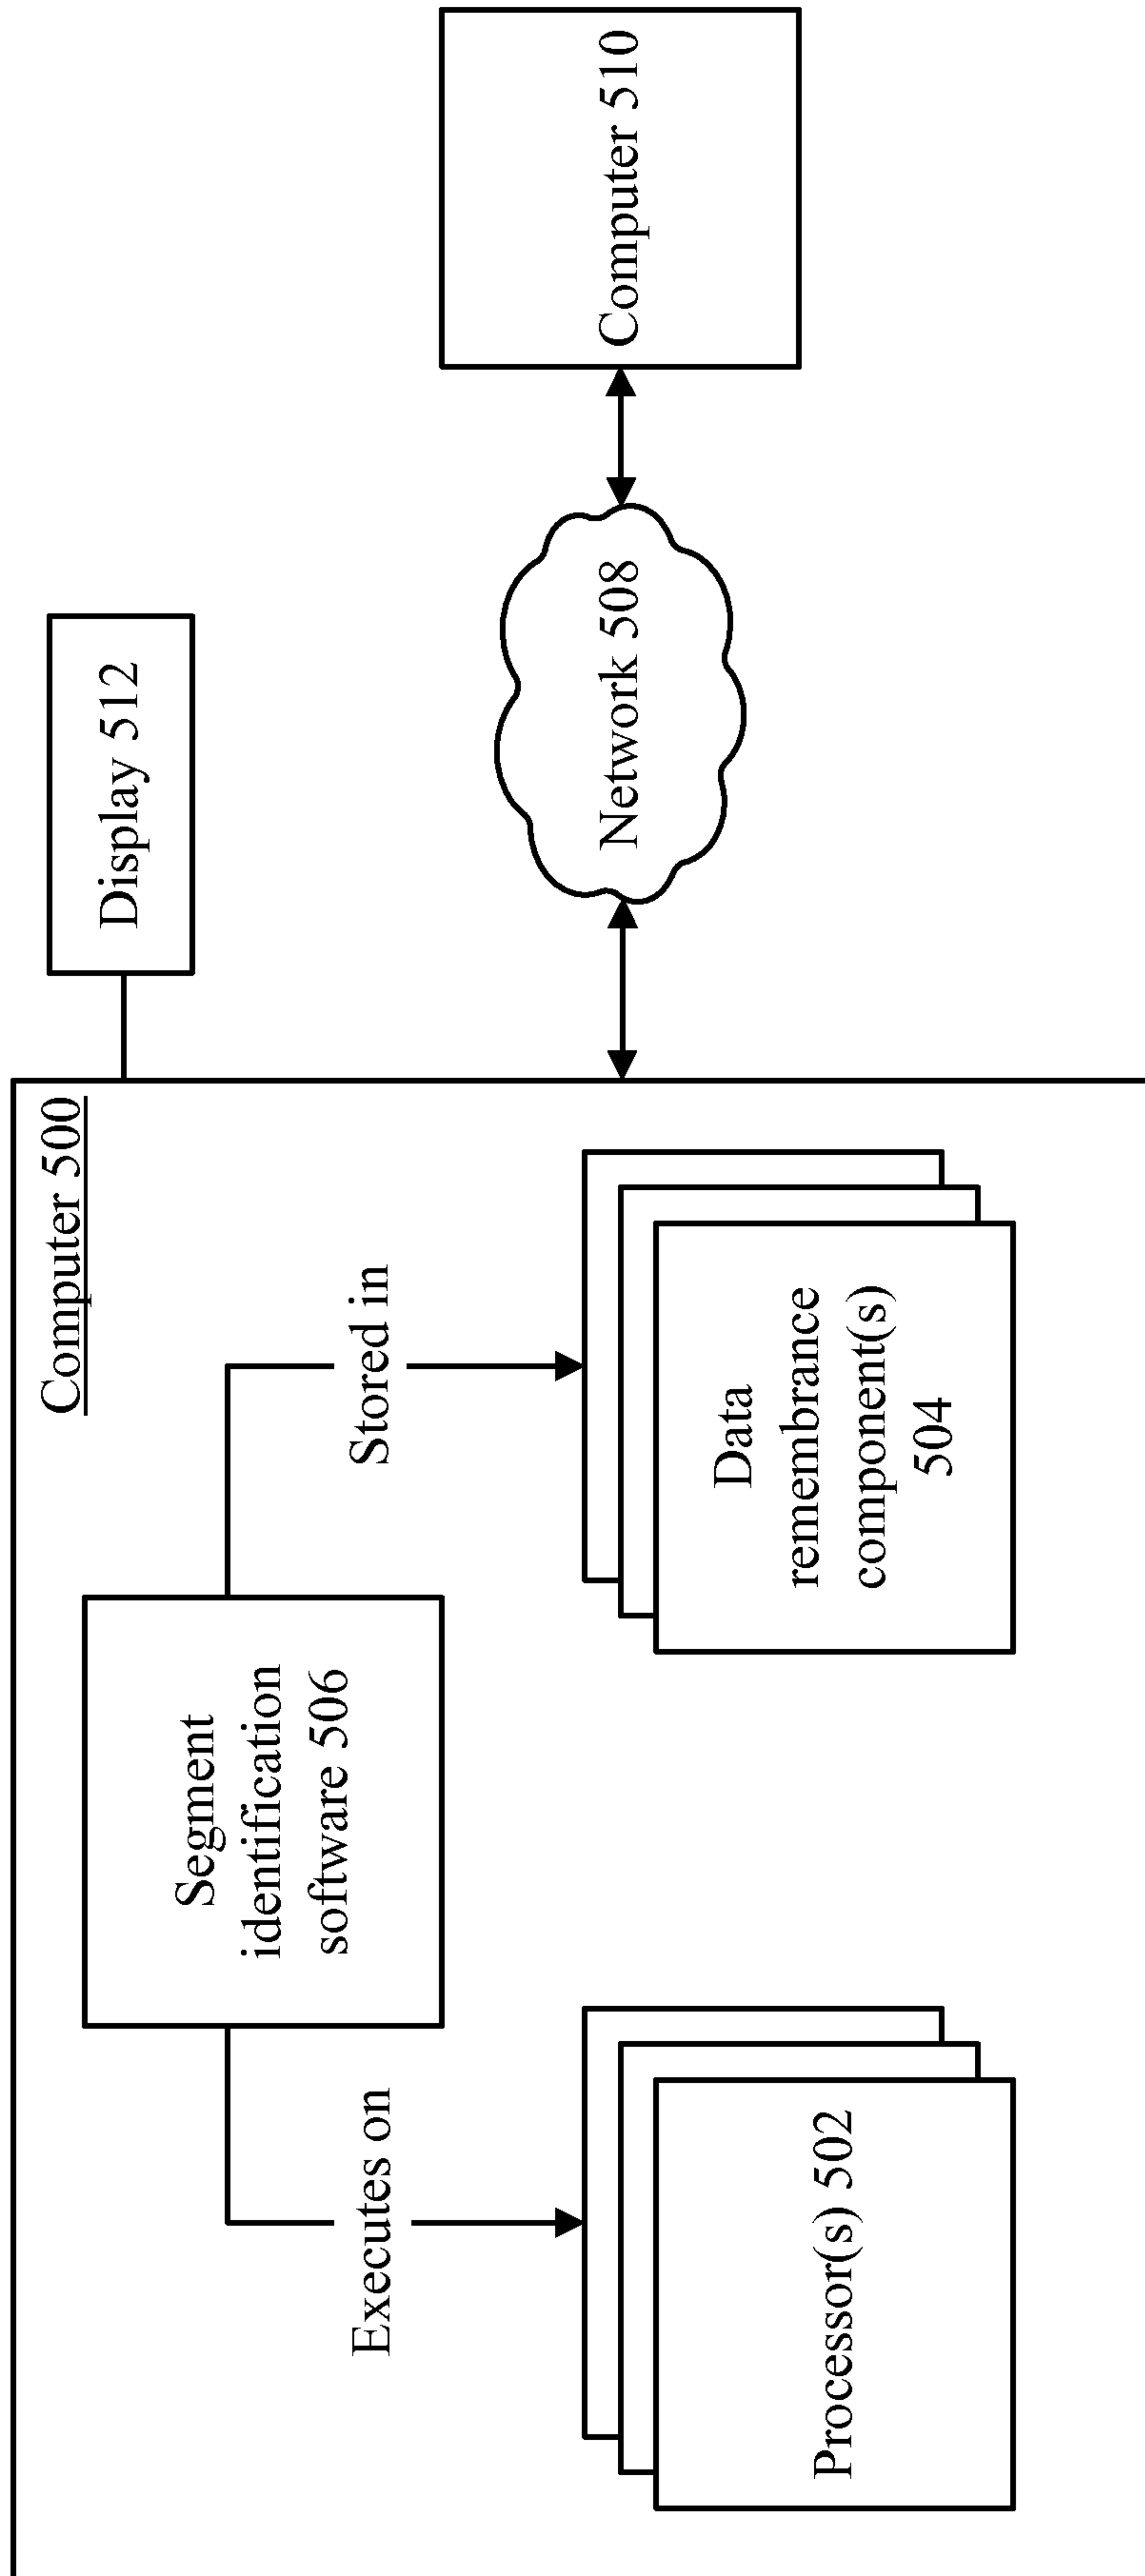 Computer 500
Segment
identification
software 506
Executes on
Stored in
Processor(s) 502
Data
remembrance
component(s)
504
Display 512
Network 508
Computer 510